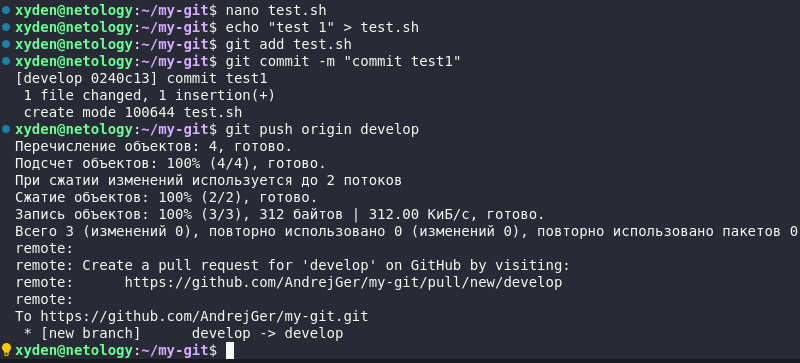 xyden@netology:~/my-git$ nano test.sh
xyden@netology:~/my-git$ echo "test 1" > test.sh
xyden@netology:~/my-git$ git add test.sh
xyden@netology:~/my-git$ git commit -m "commit test1"
[develop 0240c13] commit test1
 1 file changed, 1 insertion(+)
 create mode 100644 test.sh
xyden@netology:~/my-git$ git push origin develop
Перечисление объектов: 4, готово.
Подсчет объектов: 100% (4/4), готово.
При сжатии изменений используется до 2 потоков
Сжатие объектов: 100% (2/2), готово.
Запись объектов: 100% (3/3), 312 байтов | 312.00 КиБ/с, готово.
Всего 3 (изменений 0), повторно использовано 0 (изменений 0), повторно использовано пакетов 0
remote:
remote: Create a pull request for 'develop' on GitHub by visiting:
remote:      https://github.com/AndrejGer/my-git/pull/new/develop
remote:
To https://github.com/AndrejGer/my-git.git
 * [new branch]      develop -> develop
xyden@netology:~/my-git$